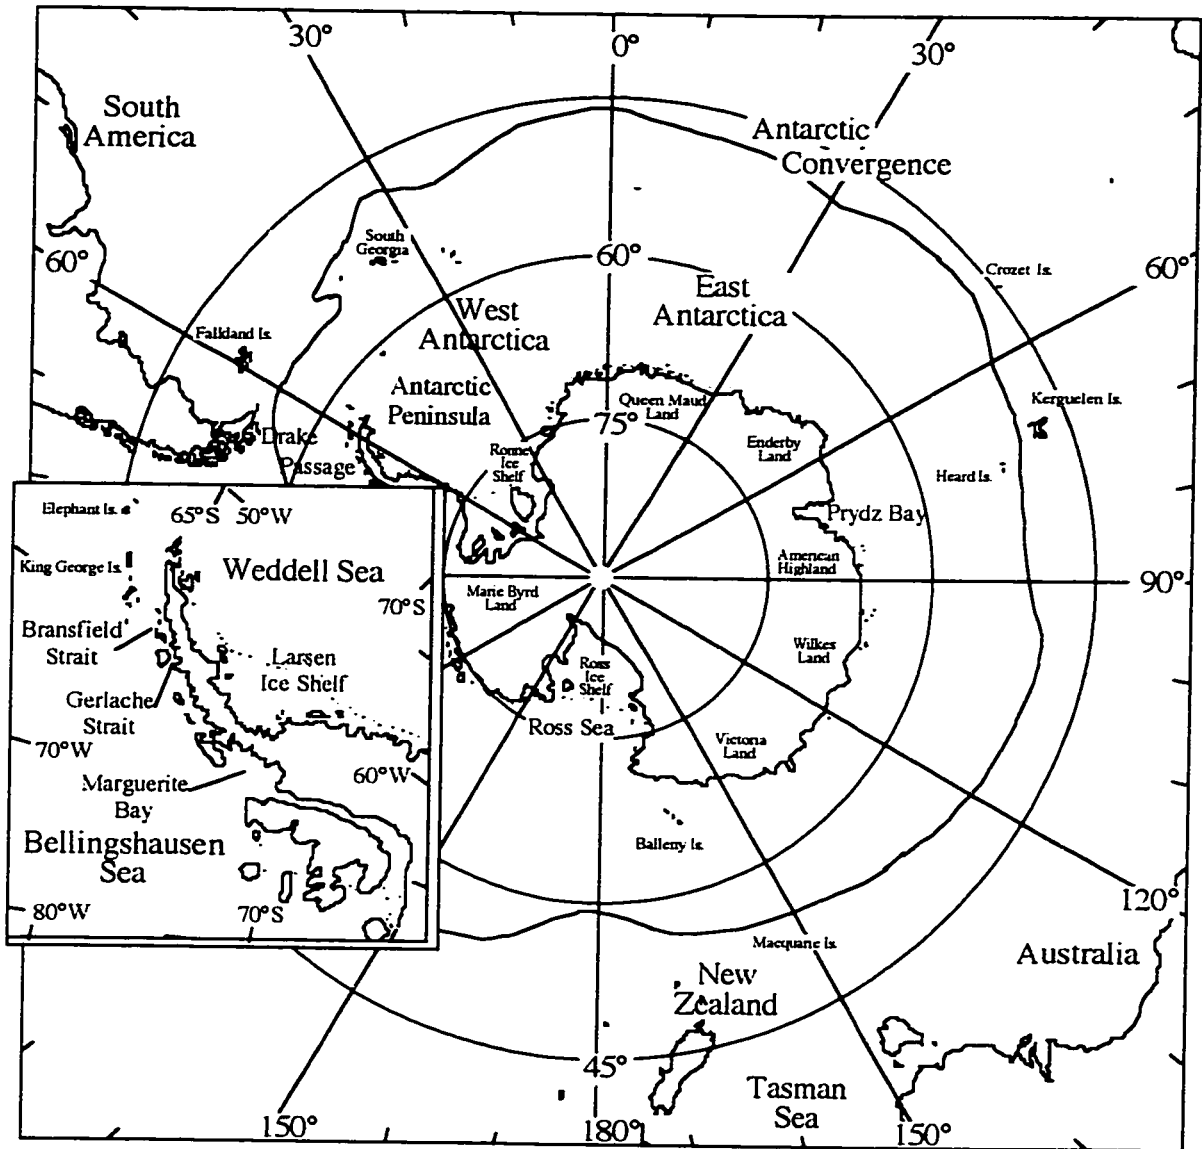 30°
0°
30°
South
America
Antarctic
Convergence
South
Georgia
60°
60°
Crozet Is.
60°
East
Antarctica
West
Antarctica
Falkland Is.
Antarctic
Peninsula
Queen Maud
Land
75°
Kerguelen Is.
Drake
Passage
Ronne
Ice
Shelf
Enderby
Land
Heard Is.
Prydz Bay
Elephant Is.
65°S
50°W
King George Is.
Weddell Sea
70°S
Marie Byrd
Land
American
Highland
90°
Bransfield
Strait
Larsen
Ice Shelf
Gerlache
Strait
Ross
Ice
Shelf
Wilkes
Land
Ross Sea
Victoria
Land
70°W
60°W
Marguerite
Bay
Bellingshausen
Sea
Balleny Is.
80°W
70°S
120°
Macquane Is.
Australia
New
Zealand
45°
Tasman
Sea
150°
180°
150°